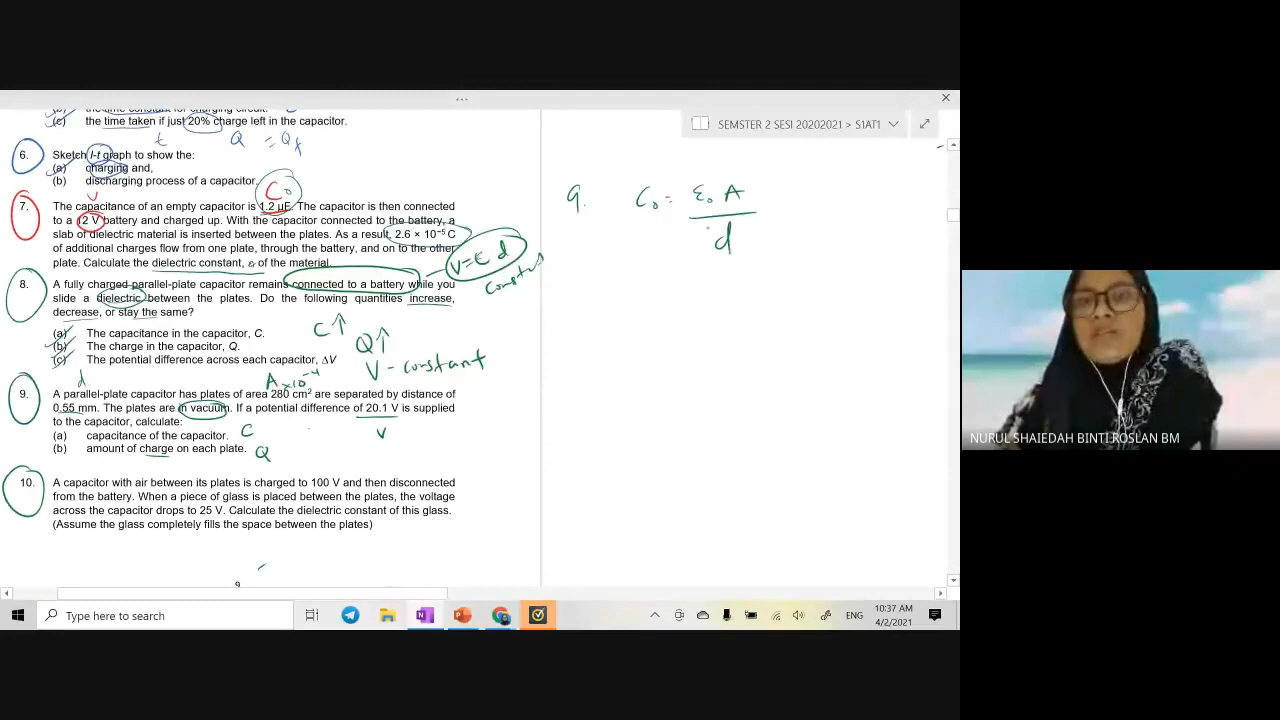 (b) the time constant for charging circuit. C
(c) the time taken if just 20% charge left in the capacitor.
t Q = Qf
6. Sketch I-t graph to show the:
(a) charging and,
(b) discharging process of a capacitor.
V C₀
7. The capacitance of an empty capacitor is 1.2 µF. The capacitor is then connected
to a 12 V battery and charged up. With the capacitor connected to the battery, a
slab of dielectric material is inserted between the plates. As a result, 2.6 × 10⁻⁵ C
of additional charges flow from one plate, through the battery, and on to the other
plate. Calculate the dielectric constant, εr of the material.
V = E d
constant
8. A fully charged parallel-plate capacitor remains connected to a battery while you
slide a dielectric between the plates. Do the following quantities increase,
decrease, or stay the same?
(a) The capacitance in the capacitor, C.
(b) The charge in the capacitor, Q.
(c) The potential difference across each capacitor, ΔV
C ↑
Q ↑
V - constant
d A x10⁻⁴
9. A parallel-plate capacitor has plates of area 280 cm² are separated by distance of
0.55 mm. The plates are in vacuum. If a potential difference of 20.1 V is supplied
to the capacitor, calculate:
(a) capacitance of the capacitor. C
(b) amount of charge on each plate. Q
V
10. A capacitor with air between its plates is charged to 100 V and then disconnected
from the battery. When a piece of glass is placed between the plates, the voltage
across the capacitor drops to 25 V. Calculate the dielectric constant of this glass.
(Assume the glass completely fills the space between the plates)
9
SEMSTER 2 SESI 20202021 > S1AT1
9. C₀ = ε₀ A
d
NURUL SHAIEDAH BINTI ROSLAN BM
Type here to search
ENG
10:37 AM
4/2/2021